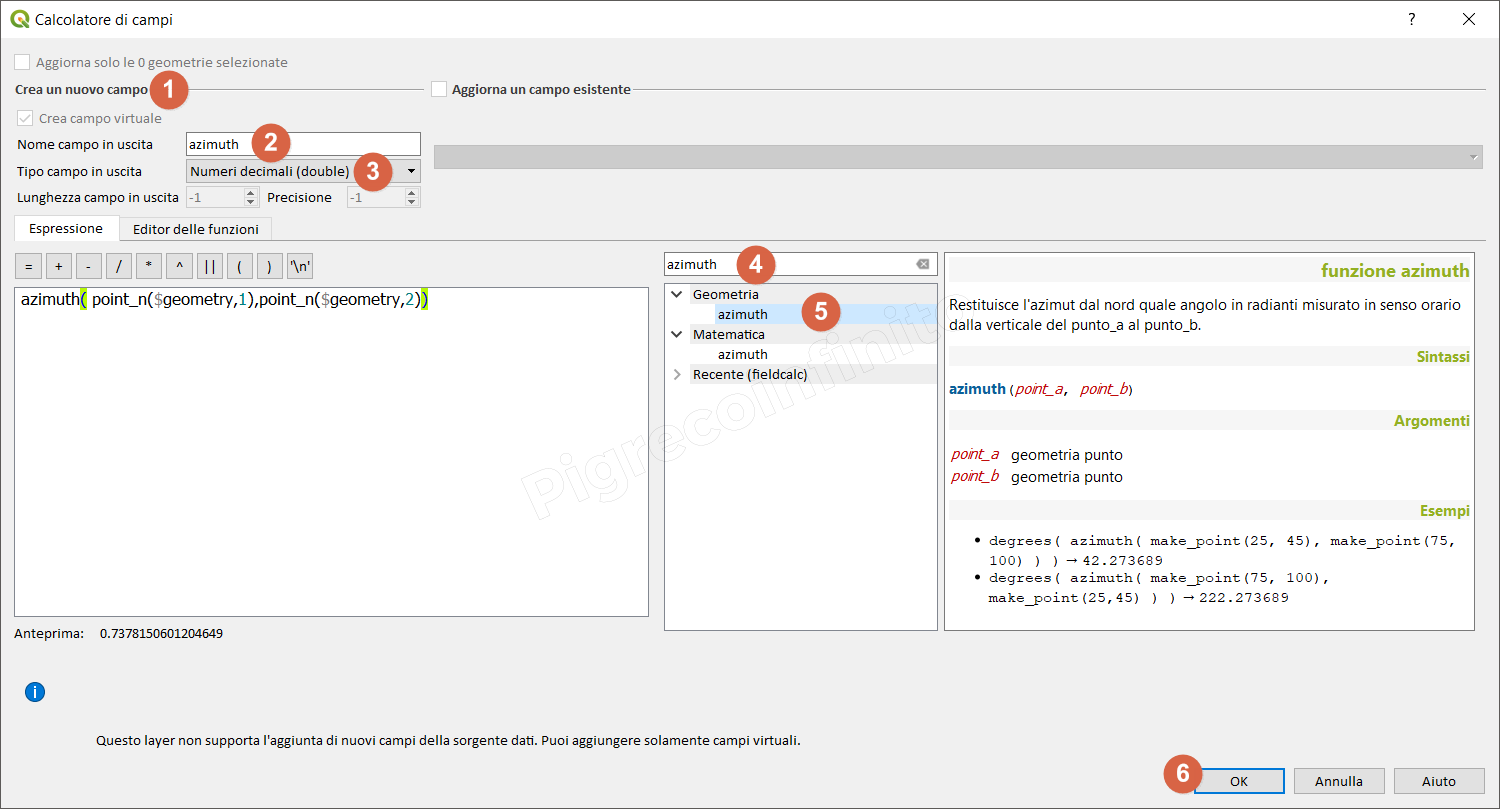 Calcolatore di campi
?
Aggiorna solo le 0 geometrie selezionate
Crea un nuovo campo
1
Aggiorna un campo esistente
Crea campo virtuale
Nome campo in uscita
azimuth
2
Tipo campo in uscita
Numeri decimali (double)
3
Lunghezza campo in uscita
-1
Precisione
-1
Espressione
Editor delle funzioni
= + - / * ^ || ( ) '\n'
azimuth( point_n($geometry,1),point_n($geometry,2))
Anteprima: 0.7378150601204649
azimuth
4
Geometria
azimuth
5
Matematica
azimuth
Recente (fieldcalc)
Pigrecoinfinito
funzione azimuth
Restituisce l'azimut dal nord quale angolo in radianti misurato in senso orario
dalla verticale del punto_a al punto_b.
Sintassi
azimuth(point_a, point_b)
Argomenti
point_a geometria punto
point_b geometria punto
Esempi
• degrees( azimuth( make_point(25, 45), make_point(75,
100) ) ) → 42.273689
• degrees( azimuth( make_point(75, 100),
make_point(25,45) ) ) → 222.273689
i
Questo layer non supporta l'aggiunta di nuovi campi della sorgente dati. Puoi aggiungere solamente campi virtuali.
6
OK
Annulla
Aiuto